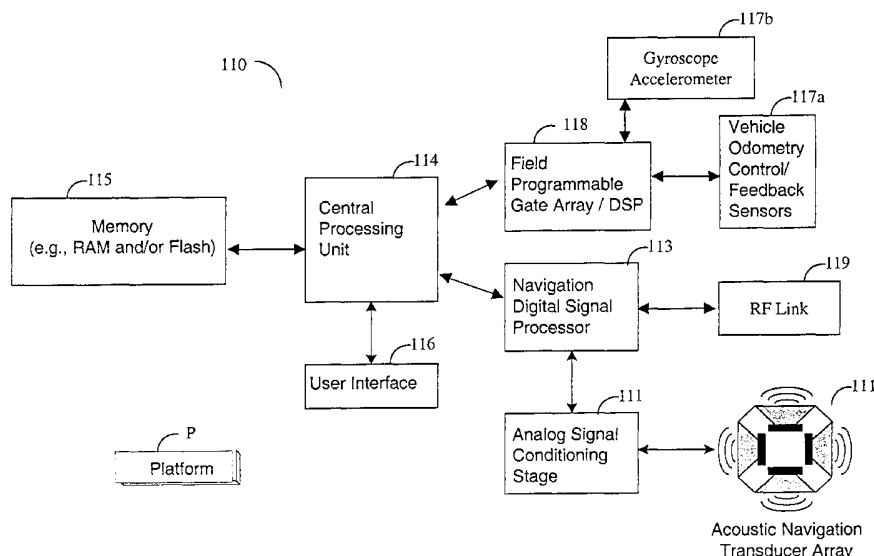 117b
Gyroscope
Accelerometer
110
117a
Vehicle
Odometry
Control/
Feedback
Sensors
118
Field
Programmable
Gate Array / DSP
114
Central
Processing
Unit
115
Memory
(e.g., RAM and/or Flash)
113
Navigation
Digital Signal
Processor
119
RF Link
116
User Interface
111
Analog Signal
Conditioning
Stage
111
P
Platform
Acoustic Navigation
Transducer Array